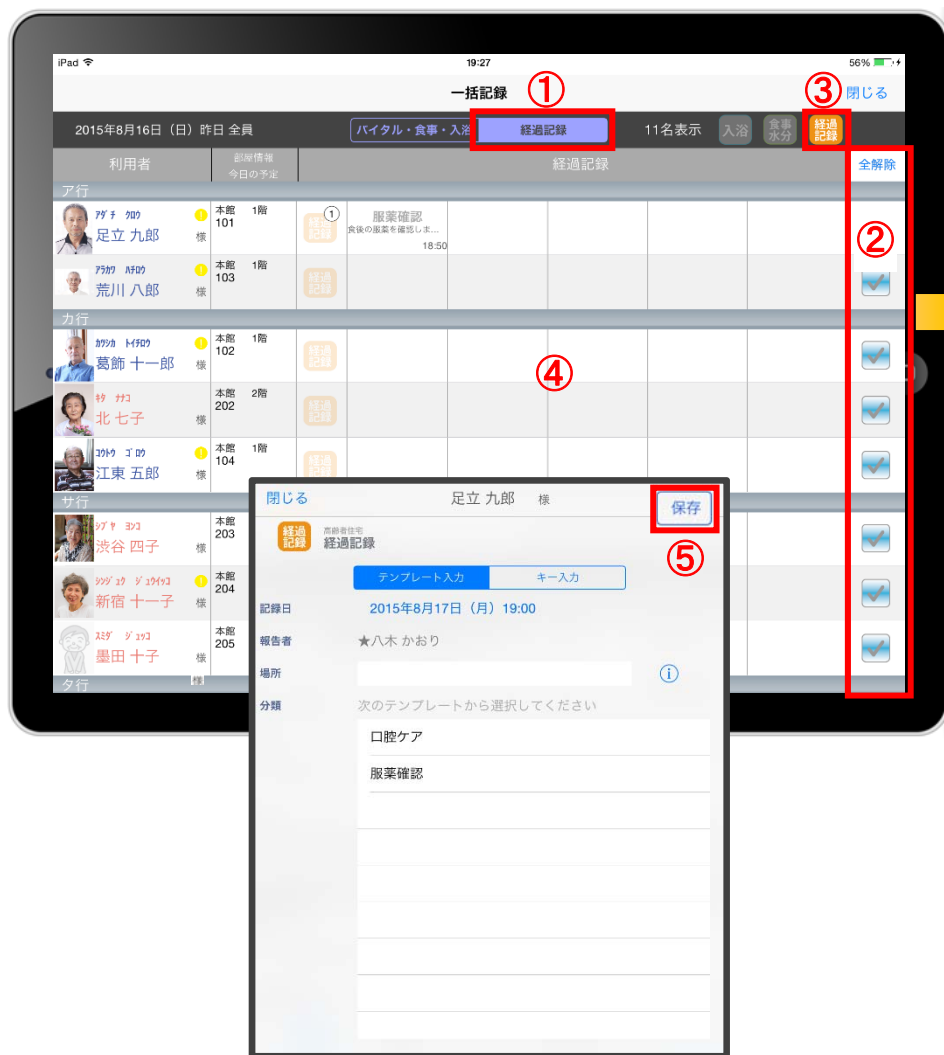 iPad 19:27 56%
一括記録 ① ③ 閉じる
2015年8月16日（日）昨日 全員 バイタル・食事・入浴 経過記録 11名表示 入浴 食事水分 経過記録
利用者 部屋情報 経過記録 全解除
今日の予定
ア行
ｱﾀﾞﾁ ｸﾛｳ 本館 1階 経過記録 ① 服薬確認 ②
足立 九郎 様 101 食後の服薬を確認しま...
18:50
ｱﾗｶﾜ ﾊﾁﾛｳ 本館 1階 経過記録
荒川 八郎 様 103
カ行
ｶﾂｼｶ ﾄｲﾁﾛｳ 本館 1階 経過記録
葛飾 十一郎 様 102 ④
ｷﾀ ﾅﾅｺ 本館 2階 経過記録
北 七子 様 202
ｺｳﾄｳ ｺﾞﾛｳ 本館 1階 経過記録
江東 五郎 様 104
サ行
ｼﾌﾞﾔ ﾖﾝｺ 本館
渋谷 四子 様 203
ｼﾝｼﾞｭｸ ｼﾞｭｳｲﾁｺ 本館
新宿 十一子 様 204
ｽﾐﾀﾞ ｼﾞｭｯｺ 本館
墨田 十子 様 205
タ行 様
閉じる 足立 九郎 様 保存
⑤
経過記録 高齢者住宅
経過記録
テンプレート入力 キー入力
記録日 2015年8月17日（月）19:00
報告者 ★八木 かおり
場所
分類 次のテンプレートから選択してください
口腔ケア
服薬確認